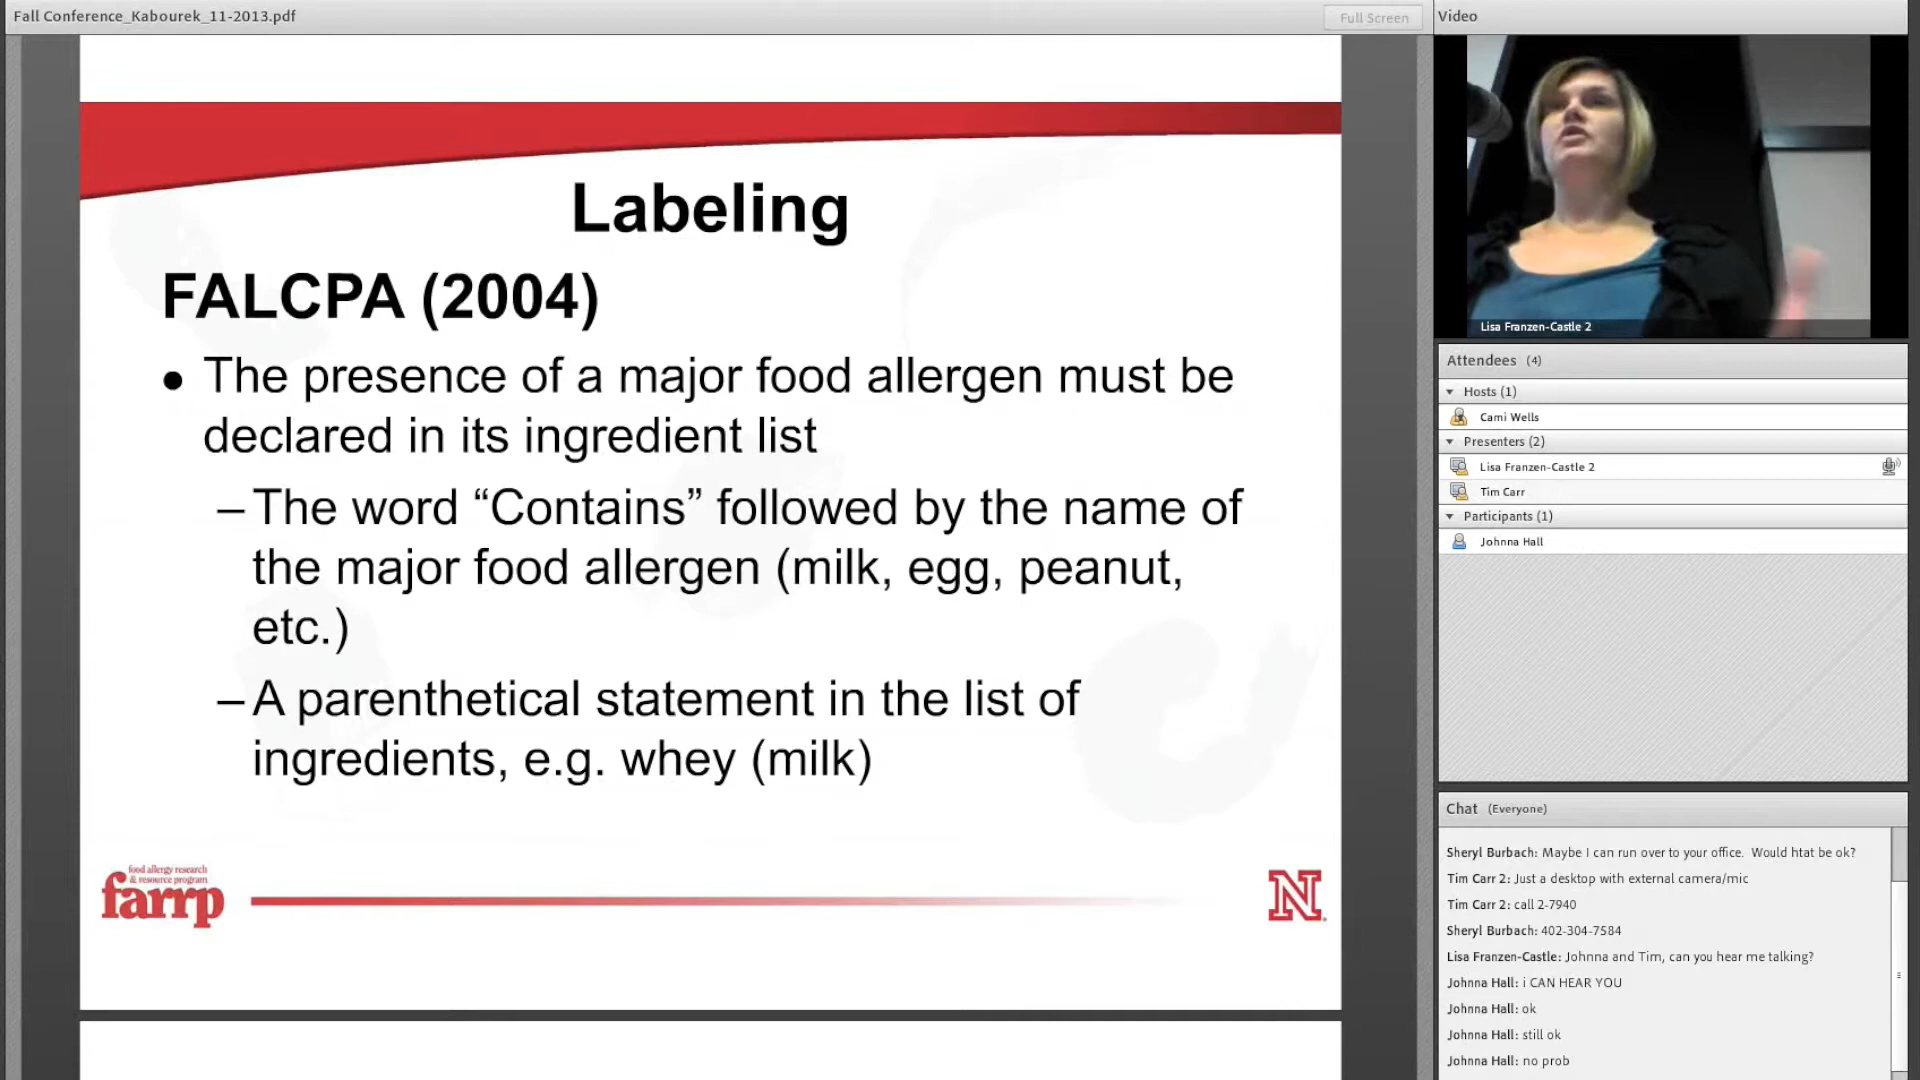 Fall Conference_Kabourek_11-2013.pdf
Full Screen
Labeling
FALCPA (2004)
● The presence of a major food allergen must be
declared in its ingredient list
–The word “Contains” followed by the name of
the major food allergen (milk, egg, peanut,
etc.)
–A parenthetical statement in the list of
ingredients, e.g. whey (milk)
food allergy research
& resource program
farrp
N
Video
Lisa Franzen-Castle 2
Attendees (4)
Hosts (1)
Cami Wells
Presenters (2)
Lisa Franzen-Castle 2
Tim Carr
Participants (1)
Johnna Hall
Chat (Everyone)
Sheryl Burbach: Maybe I can run over to your office.  Would htat be ok?
Tim Carr 2: Just a desktop with external camera/mic
Tim Carr 2: call 2-7940
Sheryl Burbach: 402-304-7584
Lisa Franzen-Castle: Johnna and Tim, can you hear me talking?
Johnna Hall: i CAN HEAR YOU
Johnna Hall: ok
Johnna Hall: still ok
Johnna Hall: no prob